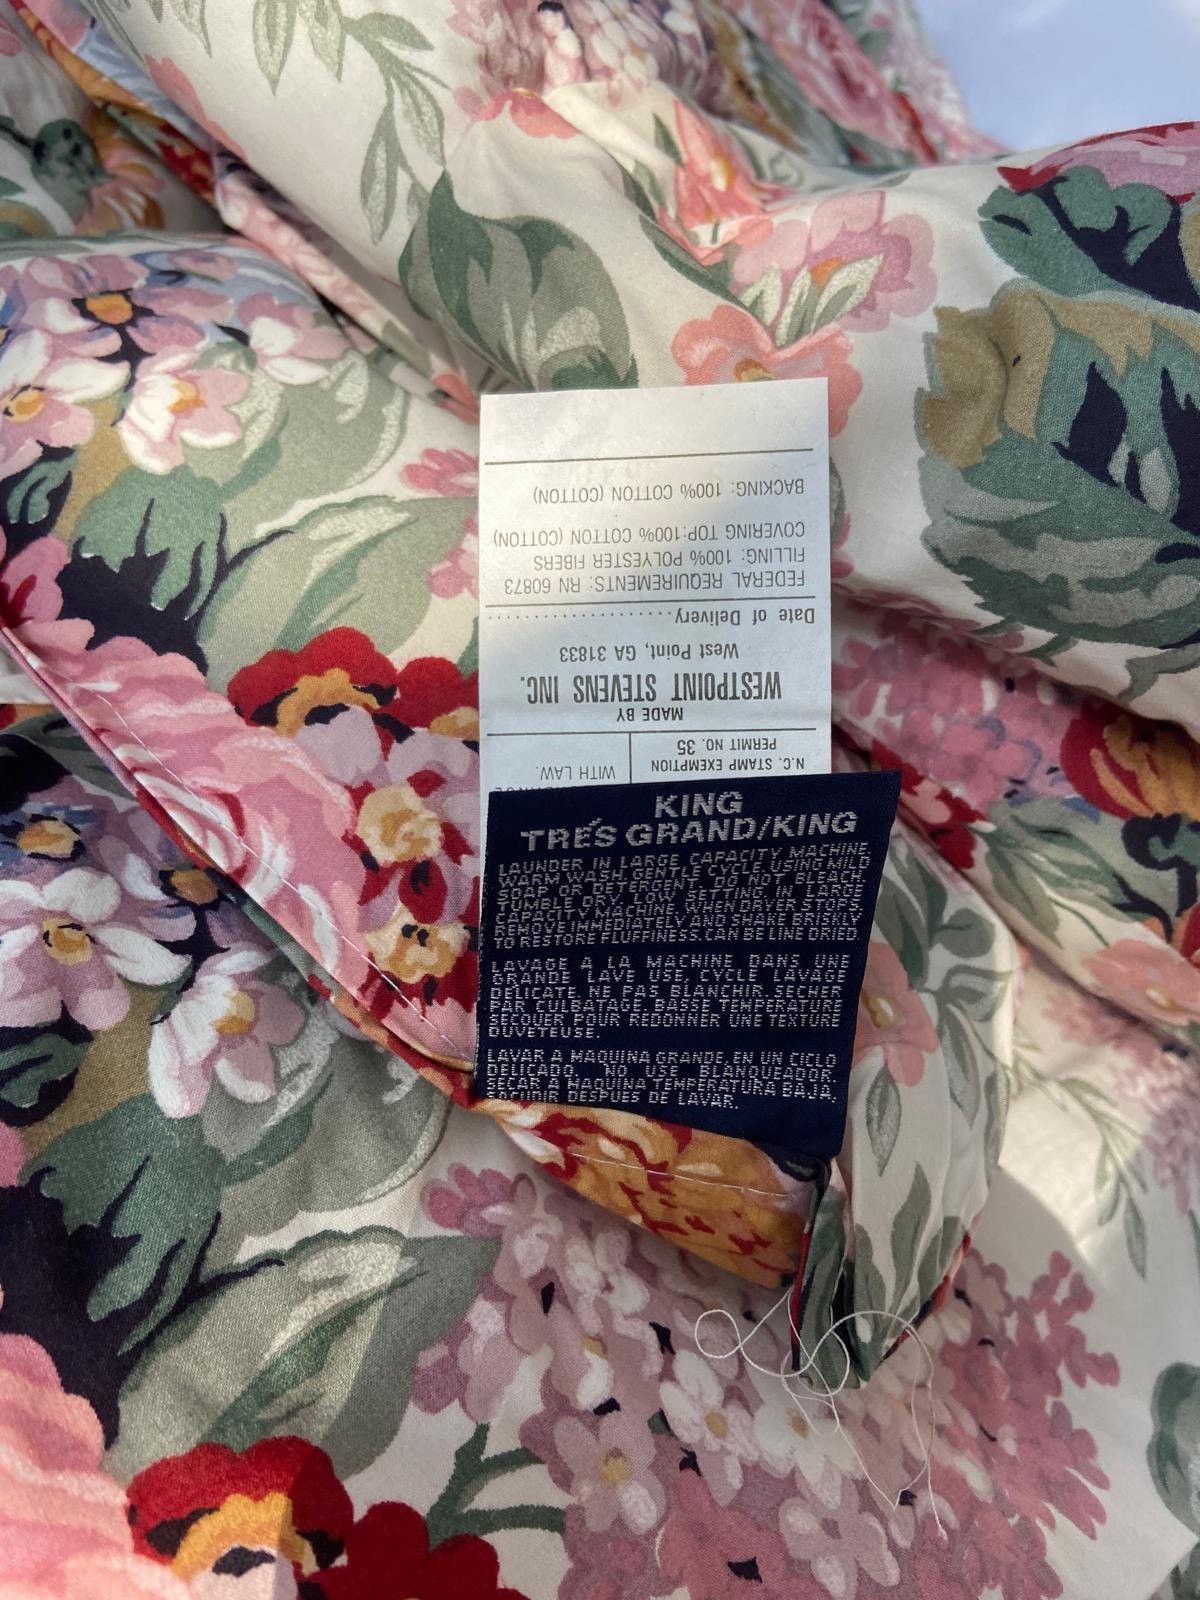 KING
TRÉS GRAND/KING
LAUNDER IN LARGE CAPACITY MACHINE.
WARM WASH. GENTLE CYCLE USING MILD
SOAP OR DETERGENT. DO NOT BLEACH.
TUMBLE DRY, LOW SETTING IN LARGE
CAPACITY MACHINE. WHEN DRYER STOPS,
REMOVE IMMEDIATELY AND SHAKE BRISKLY
TO RESTORE FLUFFINESS. CAN BE LINE DRIED.
LAVAGE A LA MACHINE DANS UNE
GRANDE LAVE USE, CYCLE LAVAGE
DELICATE. NE PAS BLANCHIR. SECHER
PAR CULBATAGE. BASSE TEMPERATURE
SECOUER POUR REDONNER UNE TEXTURE
DUVETEUSE.
LAVAR A MAQUINA GRANDE, EN UN CICLO
DELICADO. NO USE BLANQUEADOR.
SECAR A MAQUINA TEMPERATURA BAJA.
SACUDIR DESPUES DE LAVAR.
WITH LAW.
N.C. STAMP EXEMPTION
PERMIT NO. 35
MADE BY
WESTPOINT STEVENS INC.
West Point, GA 31833
Date of Delivery......................
FEDERAL REQUIREMENTS: RN 60873
FILLING: 100% POLYESTER FIBERS
COVERING TOP:100% COTTON (COTTON)
BACKING: 100% COTTON (COTTON)